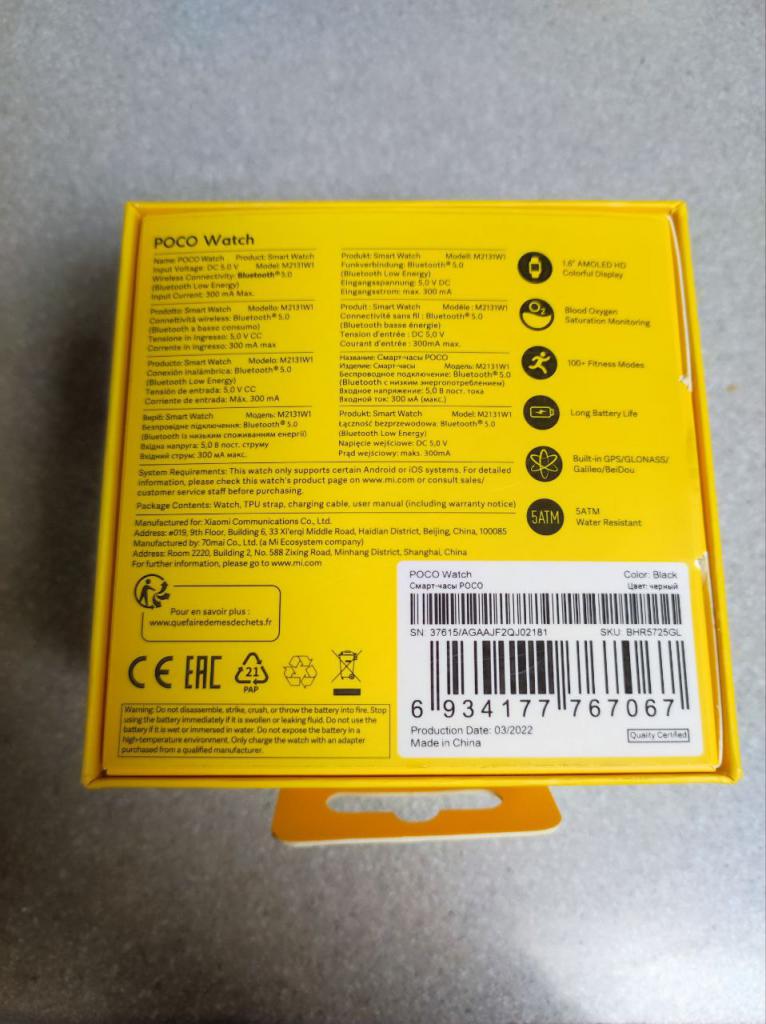 POCO Watch
Name: POCO Watch Product: Smart Watch
Input Voltage: DC 5.0 V Model: M2131W1
Wireless Connectivity: Bluetooth® 5.0
(Bluetooth Low Energy)
Input Current: 300 mA Max.
Prodotto: Smart Watch Modello: M2131W1
Connettività wireless: Bluetooth® 5.0
(Bluetooth a basso consumo)
Tensione in ingresso: 5,0 V CC
Corrente in ingresso: 300 mA max
Producto: Smart Watch Modelo: M2131W1
Conexión inalámbrica: Bluetooth® 5.0
(Bluetooth Low Energy)
Tensión de entrada: 5,0 V CC
Corriente de entrada: Máx. 300 mA
Виріб: Smart Watch Модель: M2131W1
Безпровідне підключення: Bluetooth® 5.0
(Bluetooth із низьким споживанням енергії)
Вхідна напруга: 5,0 В пост. струму
Вхідний струм: 300 мА макс.
Produkt: Smart Watch Modell: M2131W1
Funkverbindung: Bluetooth® 5.0
(Bluetooth Low Energy)
Eingangsspannung: 5,0 V DC
Eingangsstrom: max. 300 mA
Produit : Smart Watch Modèle : M2131W1
Connectivité sans fil : Bluetooth® 5.0
(Bluetooth basse énergie)
Tension d'entrée : DC 5,0 V
Courant d'entrée : 300mA max.
Название: Смарт-часы POCO
Изделие: Смарт-часы Модель: M2131W1
Беспроводное подключение: Bluetooth® 5.0
(Bluetooth с низким энергопотреблением)
Входное напряжение: 5,0 В пост. тока
Входной ток: 300 мА (макс.)
Produkt: Smart Watch Model: M2131W1
Łączność bezprzewodowa: Bluetooth® 5.0
(Bluetooth Low Energy)
Napięcie wejściowe: DC 5,0 V
Prąd wejściowy: maks. 300mA
1.6" AMOLED HD
Colorful Display
O₂
Blood Oxygen
Saturation Monitoring
100+ Fitness Modes
Long Battery Life
Built-in GPS/GLONASS/
Galileo/BeiDou
5ATM
5ATM
Water Resistant
System Requirements: This watch only supports certain Android or iOS systems. For detailed
information, please check this watch's product page on www.mi.com or consult sales/
customer service staff before purchasing.
Package Contents: Watch, TPU strap, charging cable, user manual (including warranty notice)
Manufactured for: Xiaomi Communications Co., Ltd.
Address: #019, 9th Floor, Building 6, 33 Xi'erqi Middle Road, Haidian District, Beijing, China, 100085
Manufactured by: 70mai Co., Ltd. (a Mi Ecosystem company)
Address: Room 2220, Building 2, No. 588 Zixing Road, Minhang District, Shanghai, China
For further information, please go to www.mi.com
Pour en savoir plus :
www.quefairedemesdechets.fr
CE EAC 21
PAP
Warning: Do not disassemble, strike, crush, or throw the battery into fire. Stop
using the battery immediately if it is swollen or leaking fluid. Do not use the
battery if it is wet or immersed in water. Do not expose the battery in a
high-temperature environment. Only charge the watch with an adapter
purchased from a qualified manufacturer.
POCO Watch Color: Black
Смарт-часы POCO Цвет: черный
SN: 37615/AGAAJF2QJ02181 SKU: BHR5725GL
6 934177 767067
Production Date: 03/2022
Made in China
Quality Certified